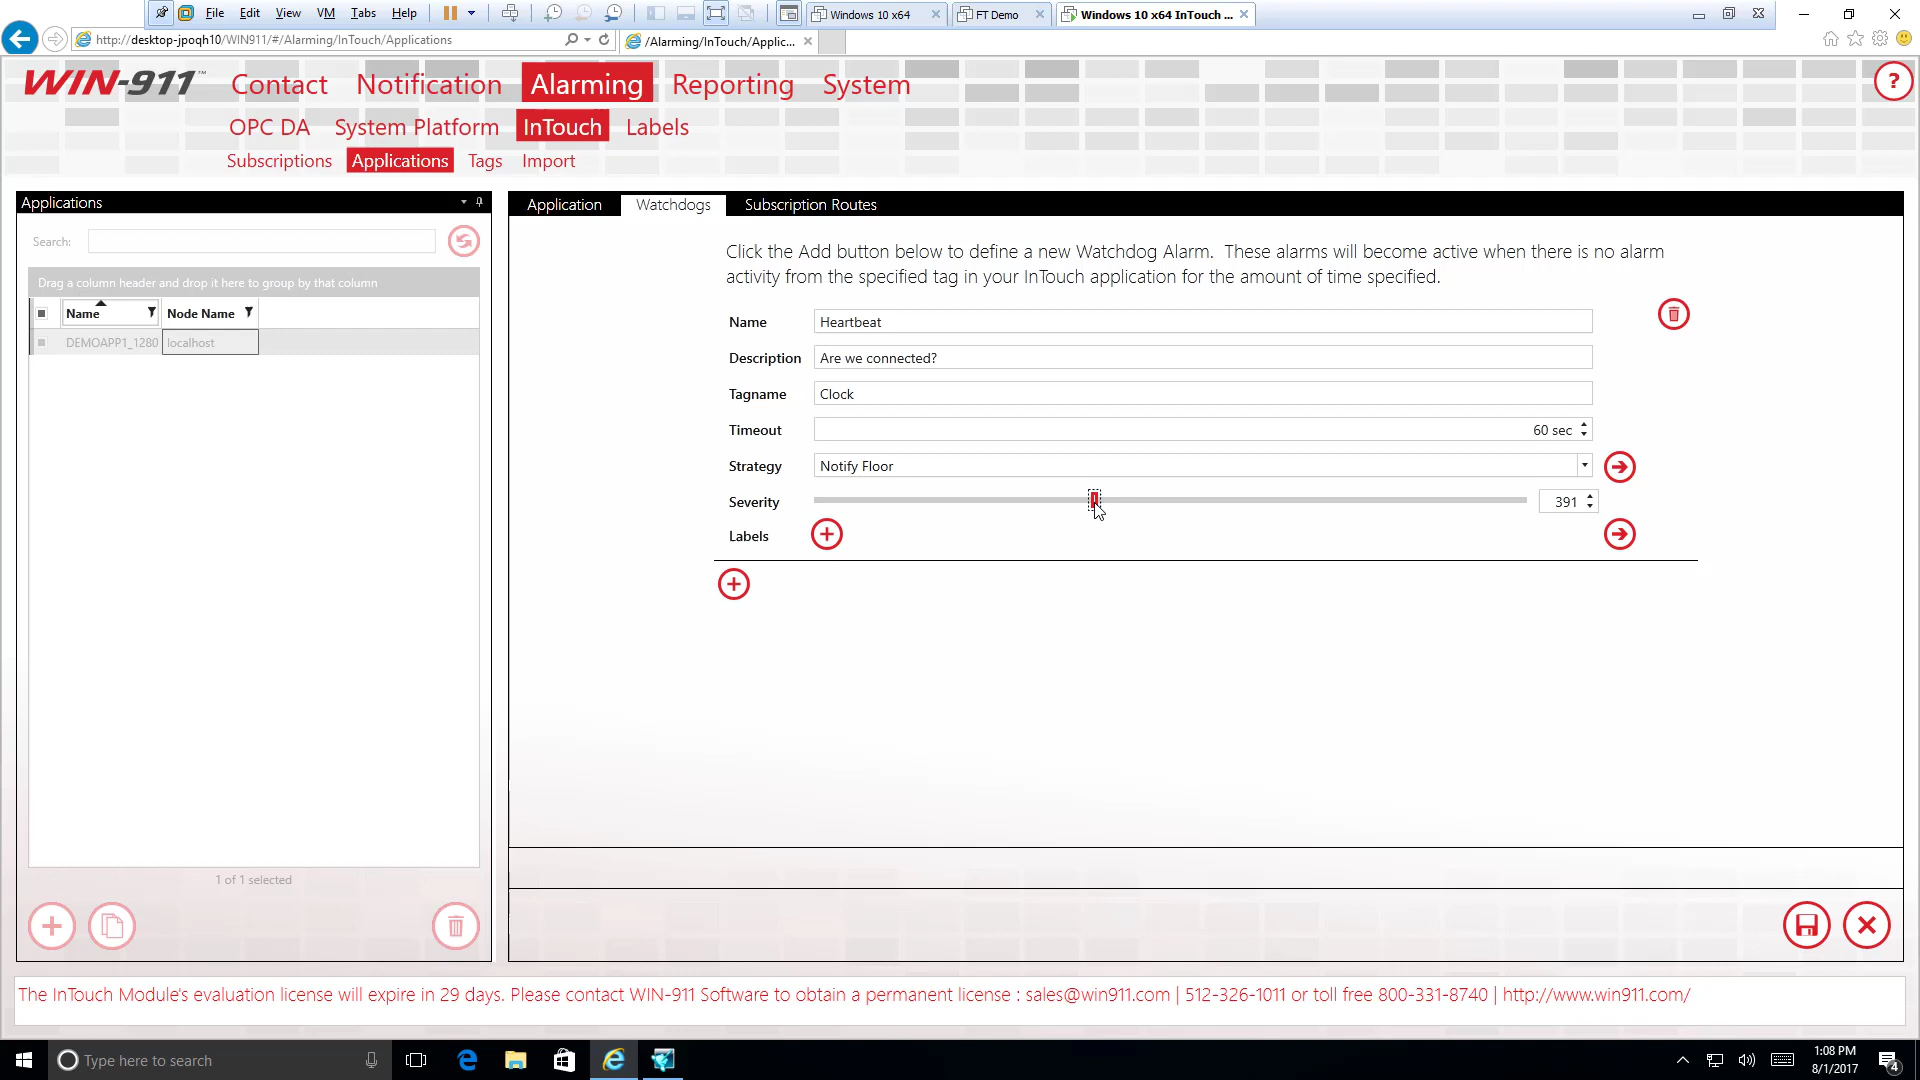 File Edit View VM Tabs Help Windows 10 x64 FT Demo Windows 10 x64 InTouch ...
http://desktop-jpoqh10/WIN911/#/Alarming/InTouch/Applications /Alarming/InTouch/Applic...
WIN-911™ Contact Notification Alarming Reporting System ?
OPC DA System Platform InTouch Labels
Subscriptions Applications Tags Import
Applications
Search:
Drag a column header and drop it here to group by that column
Name Node Name
DEMOAPP1_1280 localhost
1 of 1 selected
Application Watchdogs Subscription Routes
Click the Add button below to define a new Watchdog Alarm. These alarms will become active when there is no alarm
activity from the specified tag in your InTouch application for the amount of time specified.
Name Heartbeat
Description Are we connected?
Tagname Clock
Timeout 60 sec
Strategy Notify Floor
Severity 391
Labels
The InTouch Module's evaluation license will expire in 29 days. Please contact WIN-911 Software to obtain a permanent license : sales@win911.com | 512-326-1011 or toll free 800-331-8740 | http://www.win911.com/
Type here to search
1:08 PM
8/1/2017
4